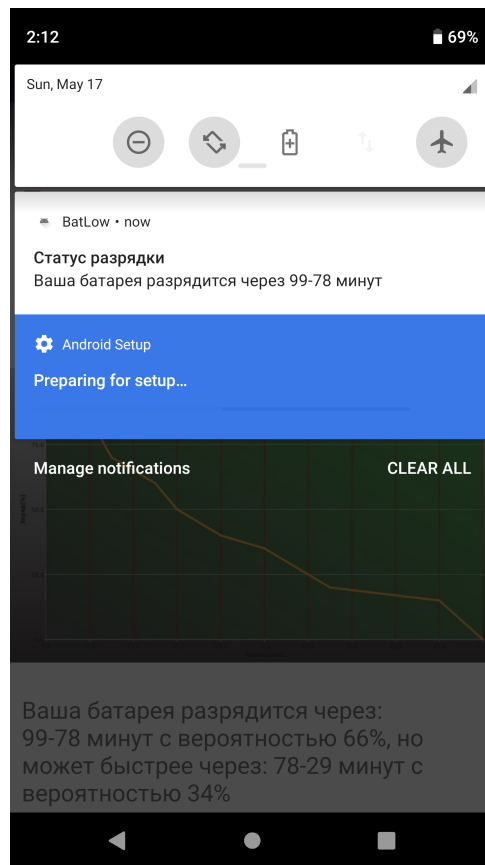 2:12
69%
Sun, May 17
BatLow • now
Статус разрядки
Ваша батарея разрядится через 99-78 минут
Android Setup
Preparing for setup…
Manage notifications
CLEAR ALL
Ваша батарея разрядится через:
99-78 минут с вероятностью 66%, но
может быстрее через: 78-29 минут с
вероятностью 34%